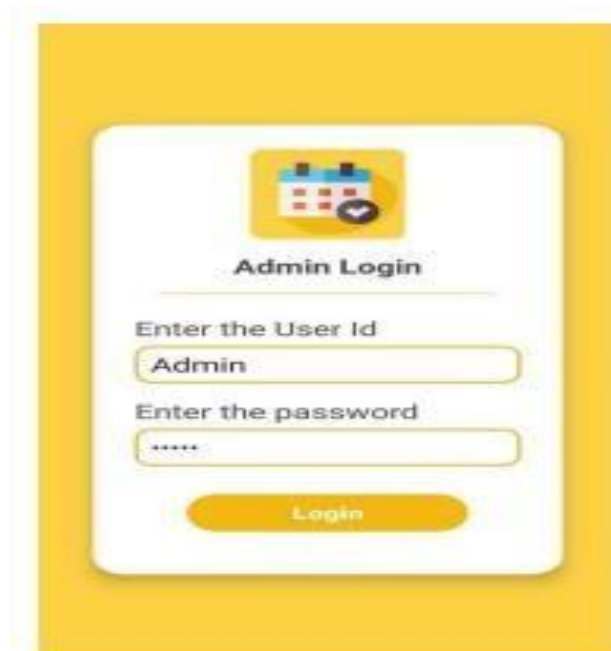 Admin Login
Enter the User Id
Admin
Enter the password
•••••
Login